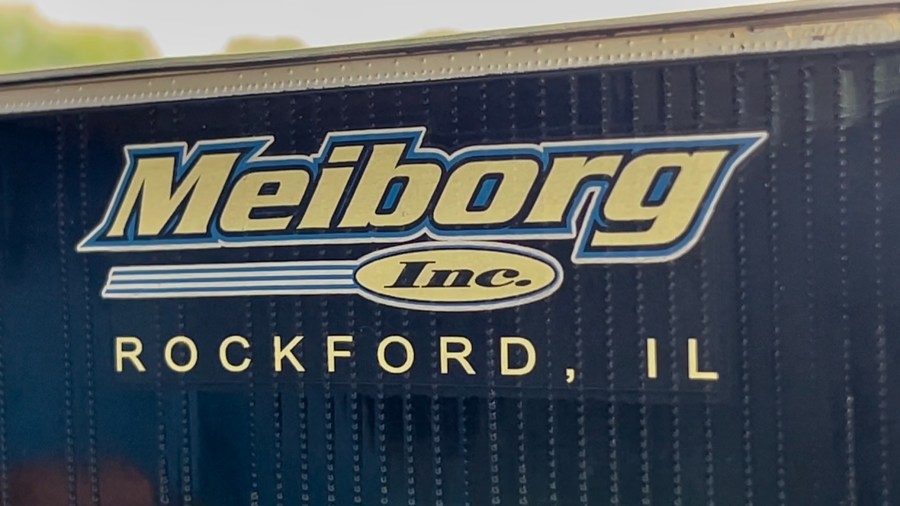 Meiborg
Inc.
ROCKFORD, IL